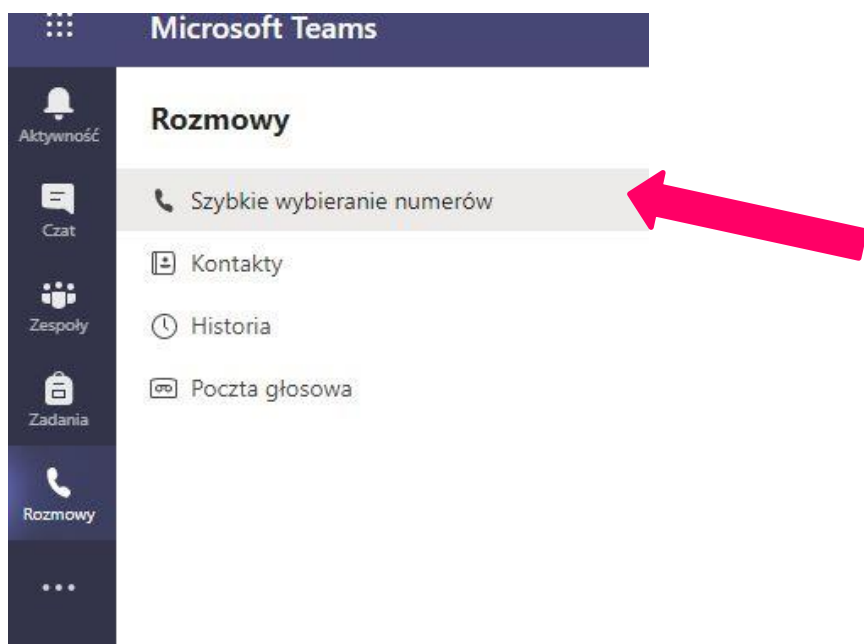 Microsoft Teams
Aktywność
Czat
Zespoły
Zadania
Rozmowy
Rozmowy
Szybkie wybieranie numerów
Kontakty
Historia
Poczta głosowa